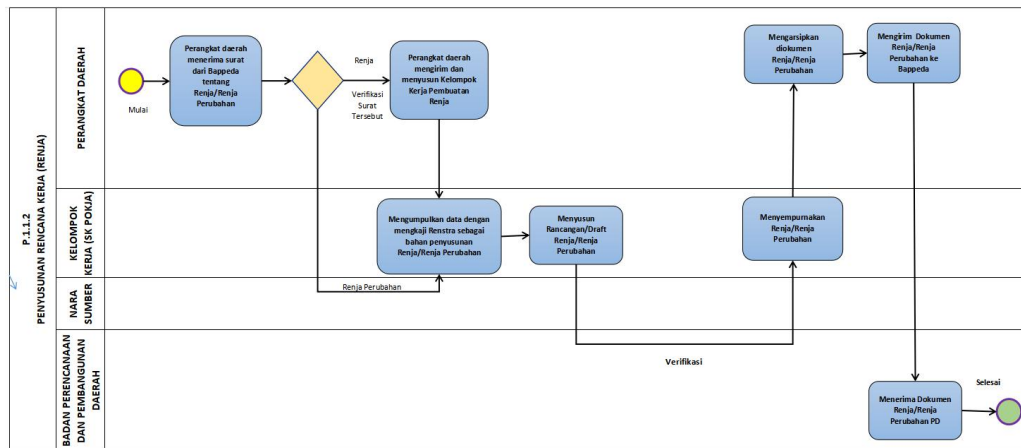 P.1.1.2
PENYUSUNAN RENCANA KERJA (RENJA)
PERANGKAT DAERAH
Mulai
Perangkat daerah
menerima surat
dari Bappeda
tentang
Renja/Renja
Perubahan
Renja
Verifikasi
Surat
Tersebut
Perangkat daerah
mengirim dan
menyusun Kelompok
Kerja Pembuatan
Renja
Mengarsipkan
diokumen
Renja/Renja
Perubahan
Mengirim Dokumen
Renja/Renja
Perubahan ke
Bappeda
KELOMPOK
KERJA (SK POKJA)
Mengumpulkan data dengan
mengkaji Renstra sebagai
bahan penyusunan
Renja/Renja Perubahan
Menyusun
Rancangan/Draft
Renja/Renja
Perubahan
Menyempurnakan
Renja/Renja
Perubahan
NARA
SUMBER
Renja Perubahan
Verifikasi
BADAN PERENCANAAN
DAN PEMBANGUNAN
DAERAH
Menerima Dokumen
Renja/Renja
Perubahan PD
Selesai